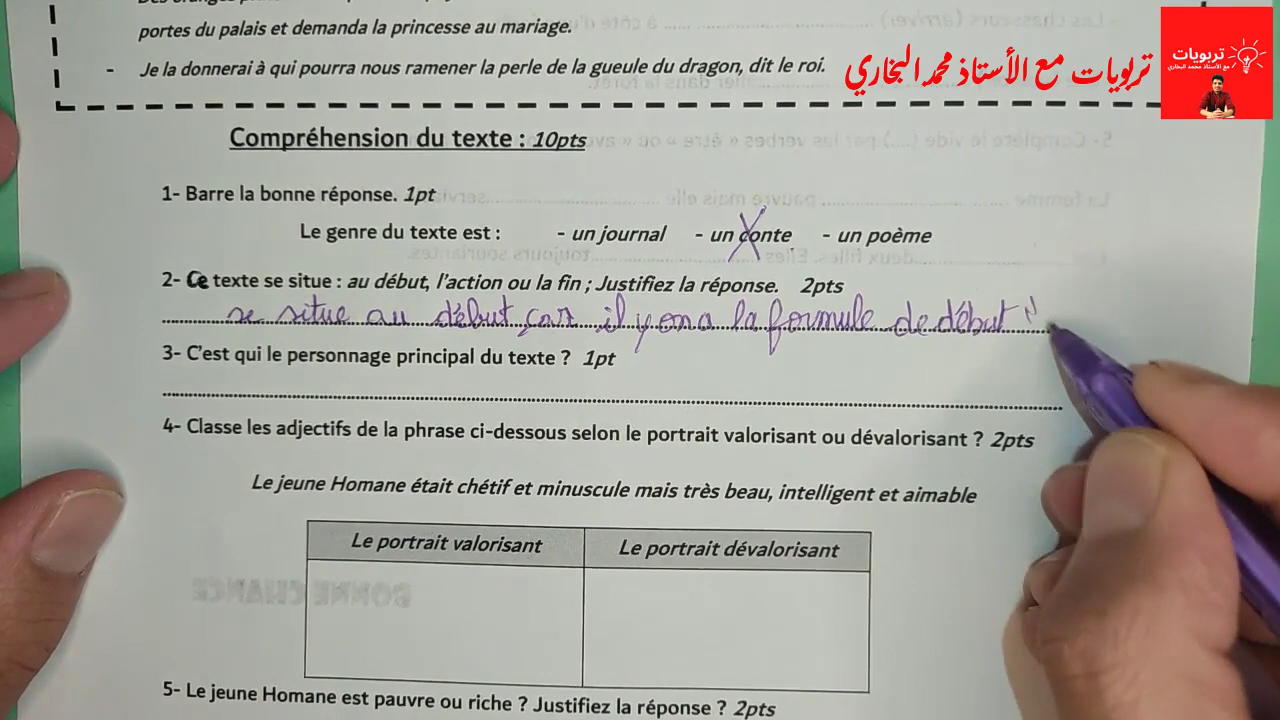 portes du palais et demanda la princesse au mariage.
- Je la donnerai à qui pourra nous ramener la perle de la gueule du dragon, dit le roi.
تربويات مع الأستاذ محمد البخاري
تربويات
مع الأستاذ محمد البخاري
Compréhension du texte : 10pts
1- Barre la bonne réponse. 1pt
Le genre du texte est : - un journal - un conte - un poème
2- Ce texte se situe : au début, l'action ou la fin ; Justifiez la réponse. 2pts
se situe au début, car il y on a la formule de début "
3- C'est qui le personnage principal du texte ? 1pt
4- Classe les adjectifs de la phrase ci-dessous selon le portrait valorisant ou dévalorisant ? 2pts
Le jeune Homane était chétif et minuscule mais très beau, intelligent et aimable
Le portrait valorisant Le portrait dévalorisant
BONNE CHANCE
5- Le jeune Homane est pauvre ou riche ? Justifiez la réponse ? 2pts